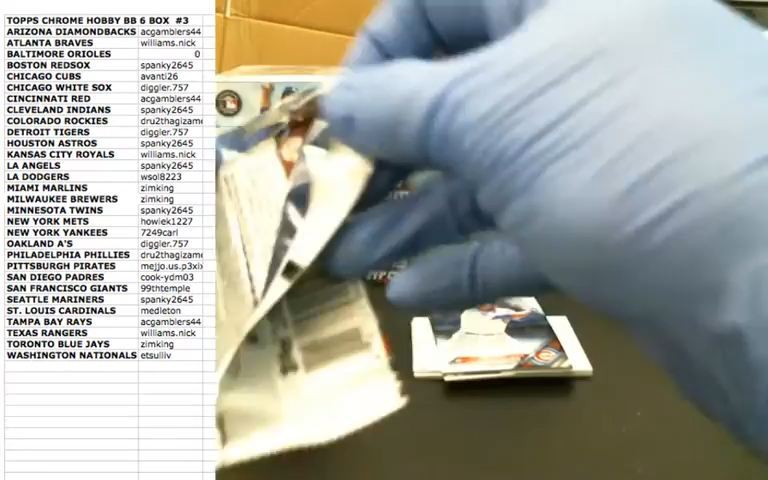 TOPPS CHROME HOBBY BB 6 BOX #3
ARIZONA DIAMONDBACKS acgamblers44
ATLANTA BRAVES williams.nick
BALTIMORE ORIOLES 0
BOSTON REDSOX spanky2645
CHICAGO CUBS avanti26
CHICAGO WHITE SOX diggler.757
CINCINNATI RED acgamblers44
CLEVELAND INDIANS spanky2645
COLORADO ROCKIES dru2thagizame
DETROIT TIGERS diggler.757
HOUSTON ASTROS spanky2645
KANSAS CITY ROYALS williams.nick
LA ANGELS spanky2645
LA DODGERS wsol8223
MIAMI MARLINS zimking
MILWAUKEE BREWERS zimking
MINNESOTA TWINS spanky2645
NEW YORK METS howiek1227
NEW YORK YANKEES 7249carl
OAKLAND A'S diggler.757
PHILADELPHIA PHILLIES dru2thagizame
PITTSBURGH PIRATES mejjo.us.p3xix
SAN DIEGO PADRES cook-ydm03
SAN FRANCISCO GIANTS 99thtemple
SEATTLE MARINERS spanky2645
ST. LOUIS CARDINALS medleton
TAMPA BAY RAYS acgamblers44
TEXAS RANGERS williams.nick
TORONTO BLUE JAYS zimking
WASHINGTON NATIONALS etsuliv